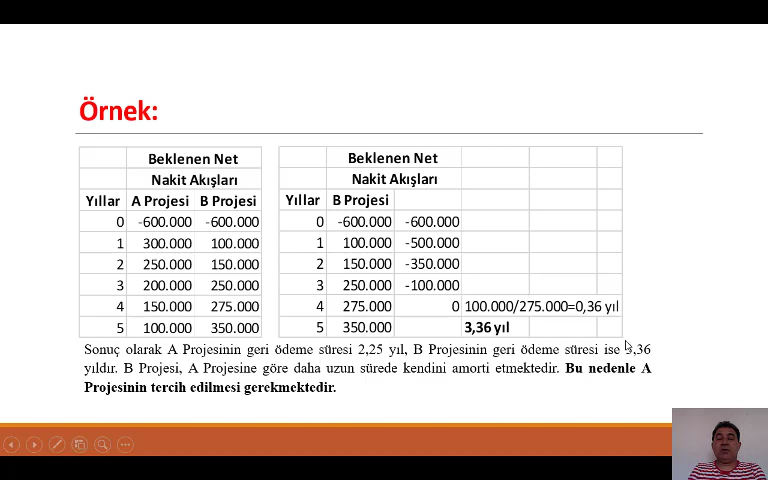 Örnek:
Beklenen Net
Nakit Akışları
Yıllar A Projesi B Projesi
0 -600.000 -600.000
1 300.000 100.000
2 250.000 150.000
3 200.000 250.000
4 150.000 275.000
5 100.000 350.000
Beklenen Net
Nakit Akışları
Yıllar B Projesi
0 -600.000 -600.000
1 100.000 -500.000
2 150.000 -350.000
3 250.000 -100.000
4 275.000 0 100.000/275.000=0,36 yıl
5 350.000 3,36 yıl
Sonuç olarak A Projesinin geri ödeme süresi 2,25 yıl, B Projesinin geri ödeme süresi ise 3,36
yıldır. B Projesi, A Projesine göre daha uzun sürede kendini amorti etmektedir. Bu nedenle A
Projesinin tercih edilmesi gerekmektedir.